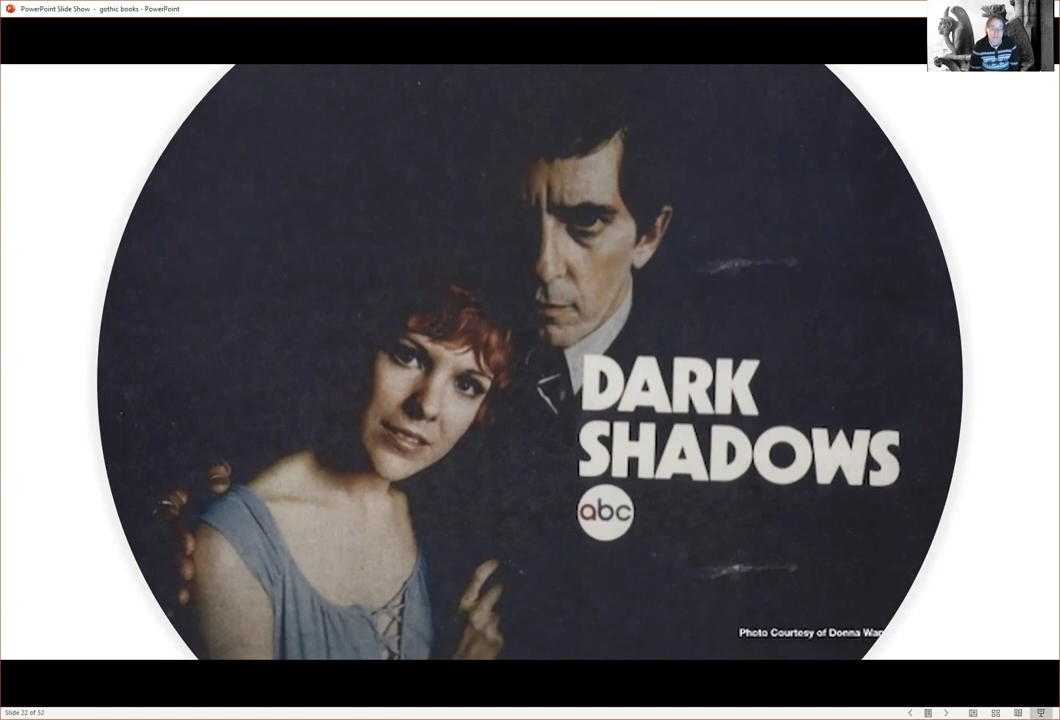 PowerPoint Slide Show - gothic books - PowerPoint
DARK
SHADOWS
abc
Photo Courtesy of Donna
Slide 22 of 52